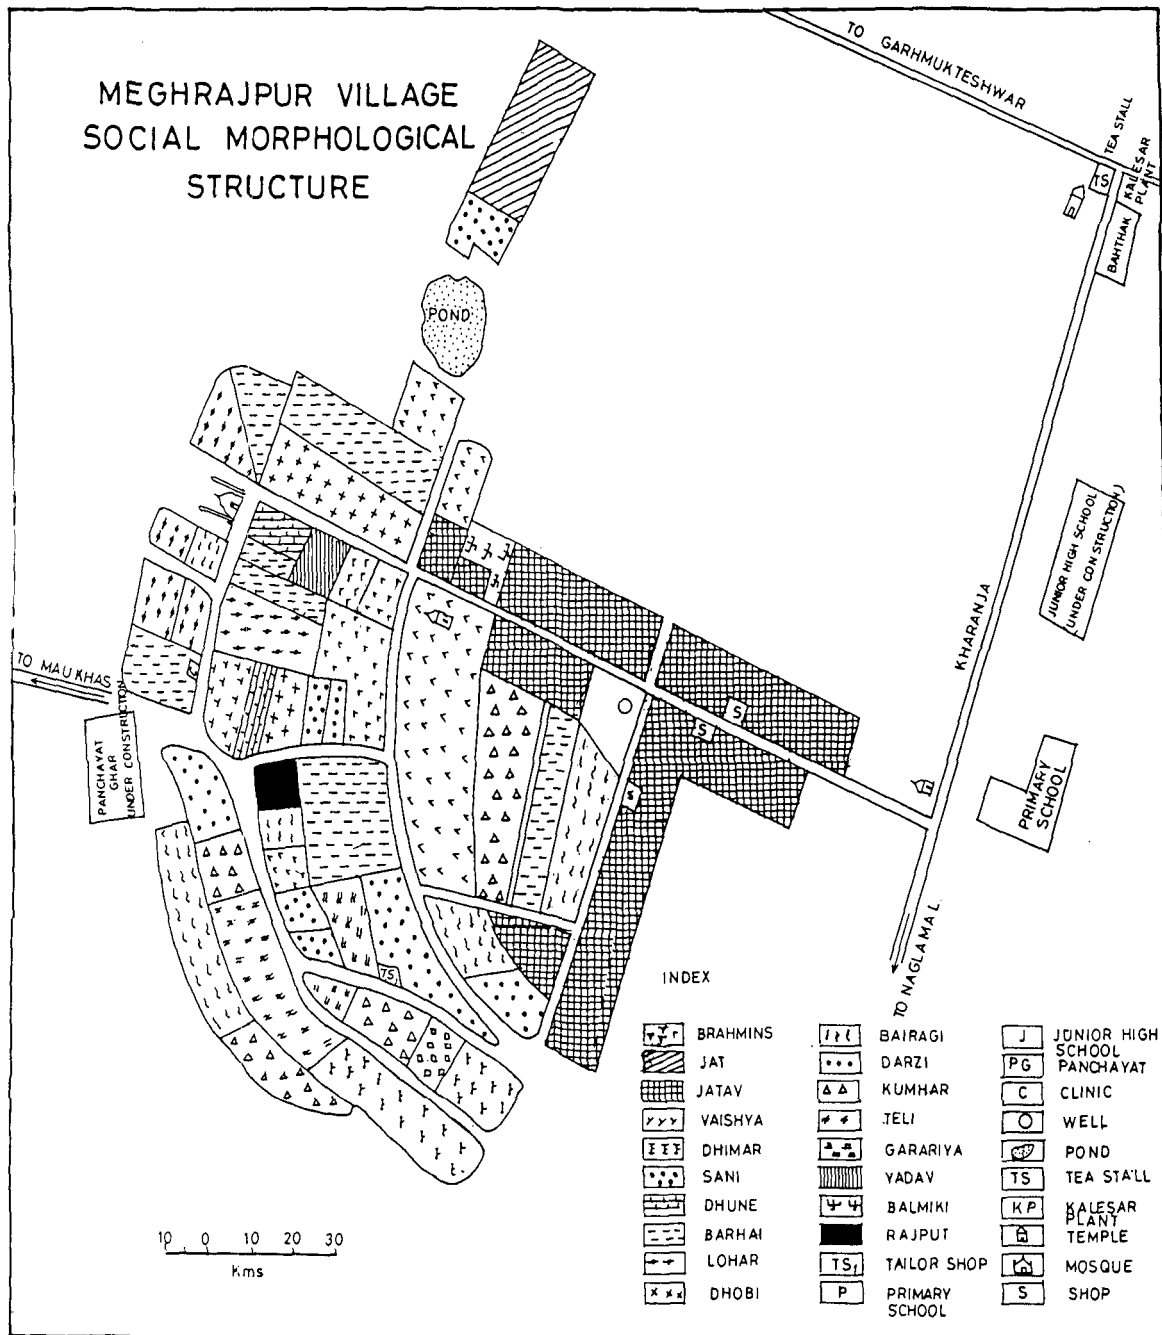 MEGHRAJPUR VILLAGE
SOCIAL MORPHOLOGICAL
STRUCTURE
TO GARHMUKTESHWAR
TEA STALL
TS
KALESAR
PLANT
BAHTHAK
POND
JUNIOR HIGH SCHOOL
UNDER CONSTRUCTION)
KHARANJA
TO MAUKHAS
PANCHAYAT
GHAR
UNDER CONSTRUCTION
C
S
S
S
PRIMARY
SCHOOL
TS1
TO NAGLAMAL
INDEX
BRAHMINS
JAT
JATAV
VAISHYA
DHIMAR
SANI
DHUNE
BARHAI
LOHAR
DHOBI
BAIRAGI
DARZI
KUMHAR
TELI
GARARIYA
YADAV
BALMIKI
RAJPUT
TS1 TAILOR SHOP
P PRIMARY
SCHOOL
J JUNIOR HIGH
SCHOOL
PG PANCHAYAT
C CLINIC
WELL
POND
TS TEA STALL
KP KALESAR
PLANT
TEMPLE
MOSQUE
S SHOP
10 0 10 20 30
Kms